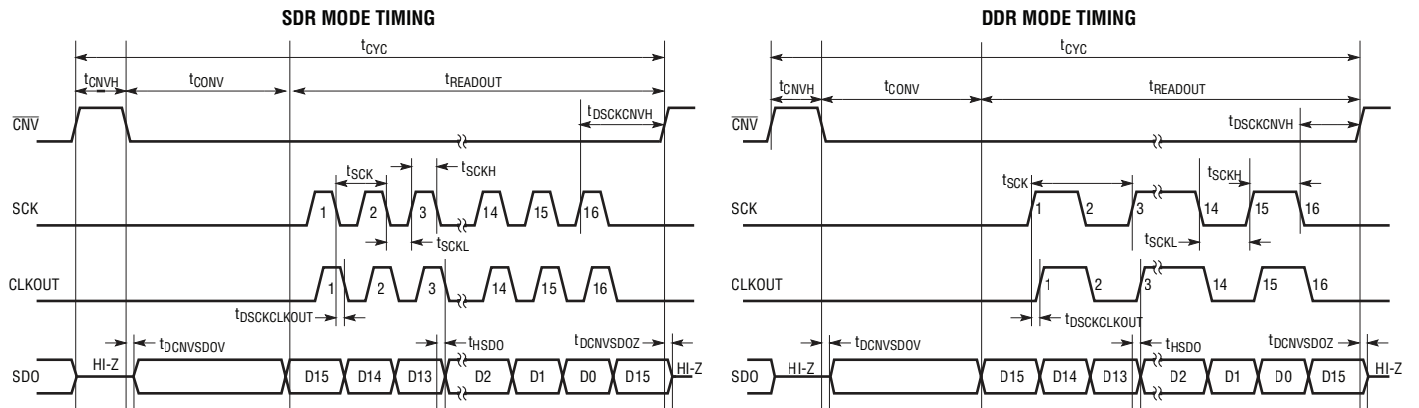 SDR MODE TIMING
tCYC
tCNVH
tCONV
tREADOUT
CNV
tDSCKCNVH
tSCK
tSCKH
SCK
1 2 3 14 15 16
tSCKL
CLKOUT
1 2 3 14 15 16
tDSCKCLKOUT
tDCNVSDOV
tHSDO
tDCNVSDOZ
SDO
HI-Z
D15 D14 D13 D2 D1 D0 D15
HI-Z
DDR MODE TIMING
tCYC
tCNVH
tCONV
tREADOUT
CNV
tDSCKCNVH
tSCK
tSCKH
SCK
1 2 3 14 15 16
tSCKL
CLKOUT
1 2 3 14 15 16
tDSCKCLKOUT
tDCNVSDOV
tHSDO
tDCNVSDOZ
SDO
HI-Z
D15 D14 D13 D2 D1 D0 D15
HI-Z